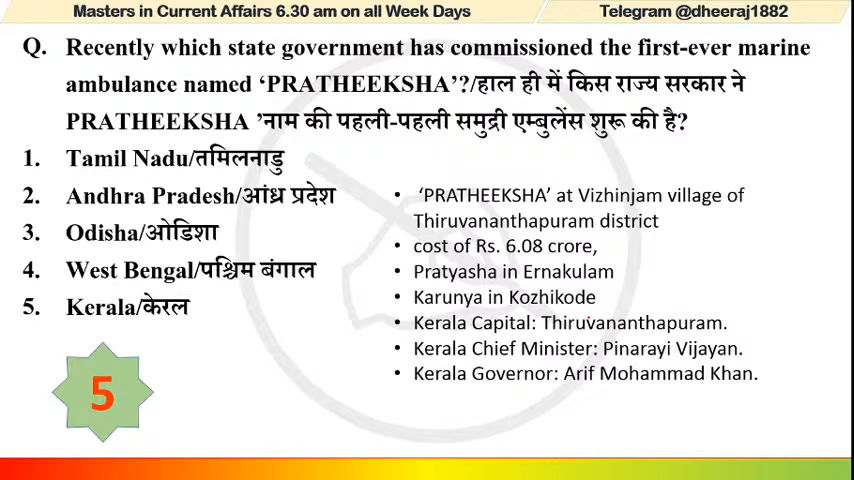 Masters in Current Affairs 6.30 am on all Week Days
Telegram @dheeraj1882
Q. Recently which state government has commissioned the first-ever marine
ambulance named ‘PRATHEEKSHA’?/हाल ही में किस राज्य सरकार ने
PRATHEEKSHA ’नाम की पहली-पहली समुद्री एम्बुलेंस शुरू की है?
1. Tamil Nadu/तमिलनाडु
2. Andhra Pradesh/आंध्र प्रदेश
3. Odisha/ओडिशा
4. West Bengal/पश्चिम बंगाल
5. Kerala/केरल
• ‘PRATHEEKSHA’ at Vizhinjam village of
Thiruvananthapuram district
• cost of Rs. 6.08 crore,
• Pratyasha in Ernakulam
• Karunya in Kozhikode
• Kerala Capital: Thiruvananthapuram.
• Kerala Chief Minister: Pinarayi Vijayan.
• Kerala Governor: Arif Mohammad Khan.
5